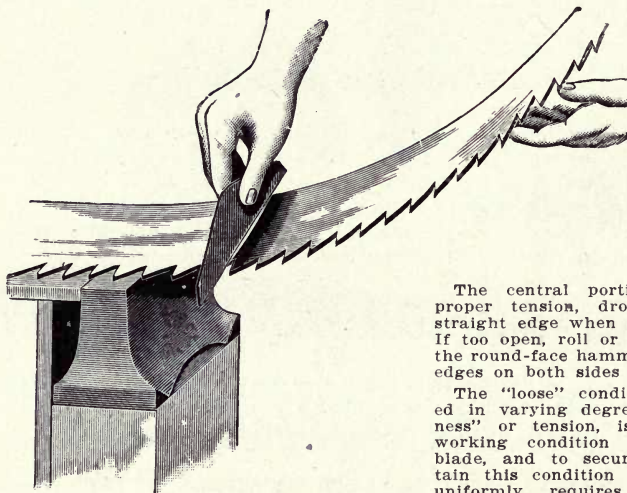 The central porti
proper tension, dro
straight edge when
If too open, roll or
the round-face hamm
edges on both sides
The "loose" condi
ed in varying degre
ness" or tension, is
working condition
blade, and to secur
tain this condition
uniformly, requires